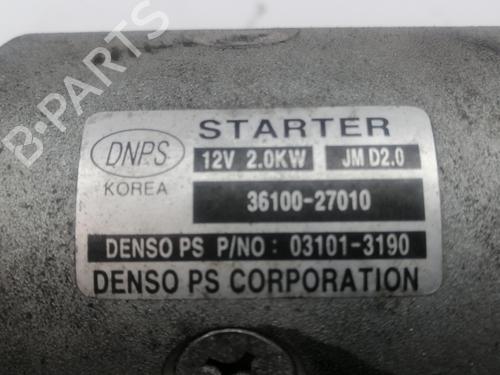 B-PARTS
DNPS
KOREA
STARTER
12V 2.0KW JM D2.0
36100-27010
DENSO PS P/NO: 03101-3190
DENSO PS CORPORATION